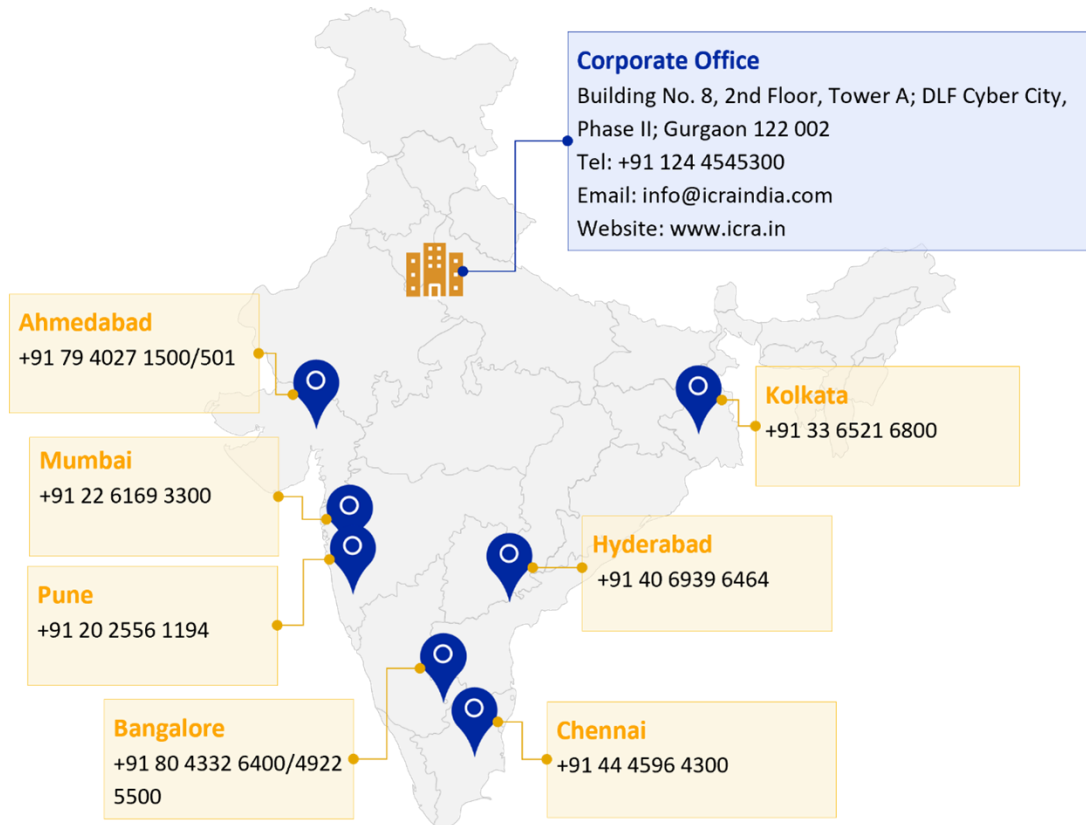 Corporate Office
Building No. 8, 2nd Floor, Tower A; DLF Cyber City,
Phase II; Gurgaon 122 002
Tel: +91 124 4545300
Email: info@icraindia.com
Website: www.icra.in
Ahmedabad
+91 79 4027 1500/501
Kolkata
+91 33 6521 6800
Mumbai
+91 22 6169 3300
Hyderabad
+91 40 6939 6464
Pune
+91 20 2556 1194
Bangalore
+91 80 4332 6400/4922
5500
Chennai
+91 44 4596 4300